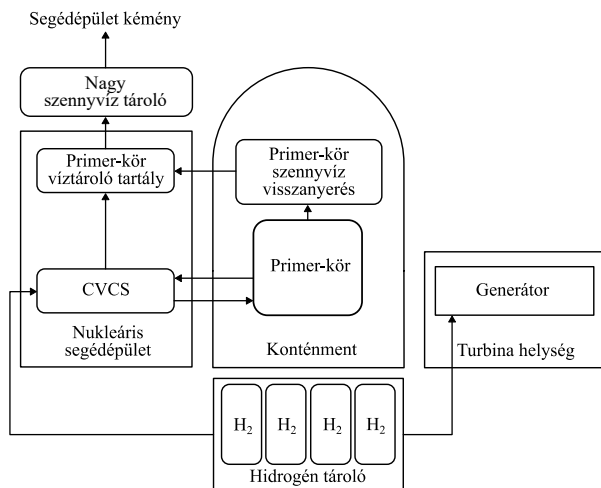 Segédépület kémény
Nagy
szennyvíz tároló
Primer-kör
víztároló tartály
Primer-kör
szennyvíz
visszanyerés
Primer-kör
CVCS
Nukleáris
segédépület
Konténment
Generátor
Turbina helység
H2 H2 H2 H2
Hidrogén tároló